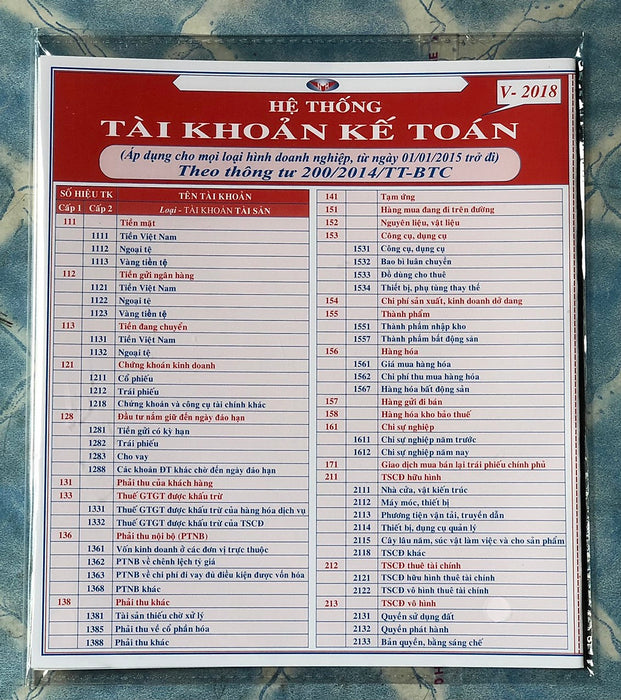 V- 2018
HỆ THỐNG
TÀI KHOẢN KẾ TOÁN
(Áp dụng cho mọi loại hình doanh nghiệp, từ ngày 01/01/2015 trở đi)
Theo thông tư 200/2014/TT-BTC
SỐ HIỆU TK TÊN TÀI KHOẢN
Cấp 1 Cấp 2 Loại - TÀI KHOẢN TÀI SẢN
111 Tiền mặt
1111 Tiền Việt Nam
1112 Ngoại tệ
1113 Vàng tiền tệ
112 Tiền gửi ngân hàng
1121 Tiền Việt Nam
1122 Ngoại tệ
1123 Vàng tiền tệ
113 Tiền đang chuyển
1131 Tiền Việt Nam
1132 Ngoại tệ
121 Chứng khoán kinh doanh
1211 Cổ phiếu
1212 Trái phiếu
1218 Chứng khoán và công cụ tài chính khác
128 Đầu tư nắm giữ đến ngày đáo hạn
1281 Tiền gửi có kỳ hạn
1282 Trái phiếu
1283 Cho vay
1288 Các khoản ĐT khác chờ đến ngày đáo hạn
131 Phải thu của khách hàng
133 Thuế GTGT được khấu trừ
1331 Thuế GTGT được khấu trừ của hàng hóa dịch vụ
1332 Thuế GTGT được khấu trừ của TSCĐ
136 Phải thu nội bộ (PTNB)
1361 Vốn kinh doanh ở các đơn vị trực thuộc
1362 PTNB về chênh lệch tỷ giá
1363 PTNB về chi phí đi vay đủ điều kiện được vốn hóa
1368 PTNB khác
138 Phải thu khác
1381 Tài sản thiếu chờ xử lý
1385 Phải thu về cổ phần hóa
1388 Phải thu khác
141 Tạm ứng
151 Hàng mua đang đi trên đường
152 Nguyên liệu, vật liệu
153 Công cụ, dụng cụ
1531 Công cụ, dụng cụ
1532 Bao bì luân chuyển
1533 Đồ dùng cho thuê
1534 Thiết bị, phụ tùng thay thế
154 Chi phí sản xuất, kinh doanh dở dang
155 Thành phẩm
1551 Thành phẩm nhập kho
1557 Thành phẩm bất động sản
156 Hàng hóa
1561 Giá mua hàng hóa
1562 Chi phí thu mua hàng hóa
1567 Hàng hóa bất động sản
157 Hàng gửi đi bán
158 Hàng hóa kho bảo thuế
161 Chi sự nghiệp
1611 Chi sự nghiệp năm trước
1612 Chi sự nghiệp năm nay
171 Giao dịch mua bán lại trái phiếu chính phủ
211 TSCĐ hữu hình
2111 Nhà cửa, vật kiến trúc
2112 Máy móc, thiết bị
2113 Phương tiện vận tải, truyền dẫn
2114 Thiết bị, dụng cụ quản lý
2115 Cây lâu năm, súc vật làm việc và cho sản phẩm
2118 TSCĐ khác
212 TSCĐ thuê tài chính
2121 TSCĐ hữu hình thuê tài chính
2122 TSCĐ vô hình thuê tài chính
213 TSCĐ vô hình
2131 Quyền sử dụng đất
2132 Quyền phát hành
2133 Bản quyền, bằng sáng chế